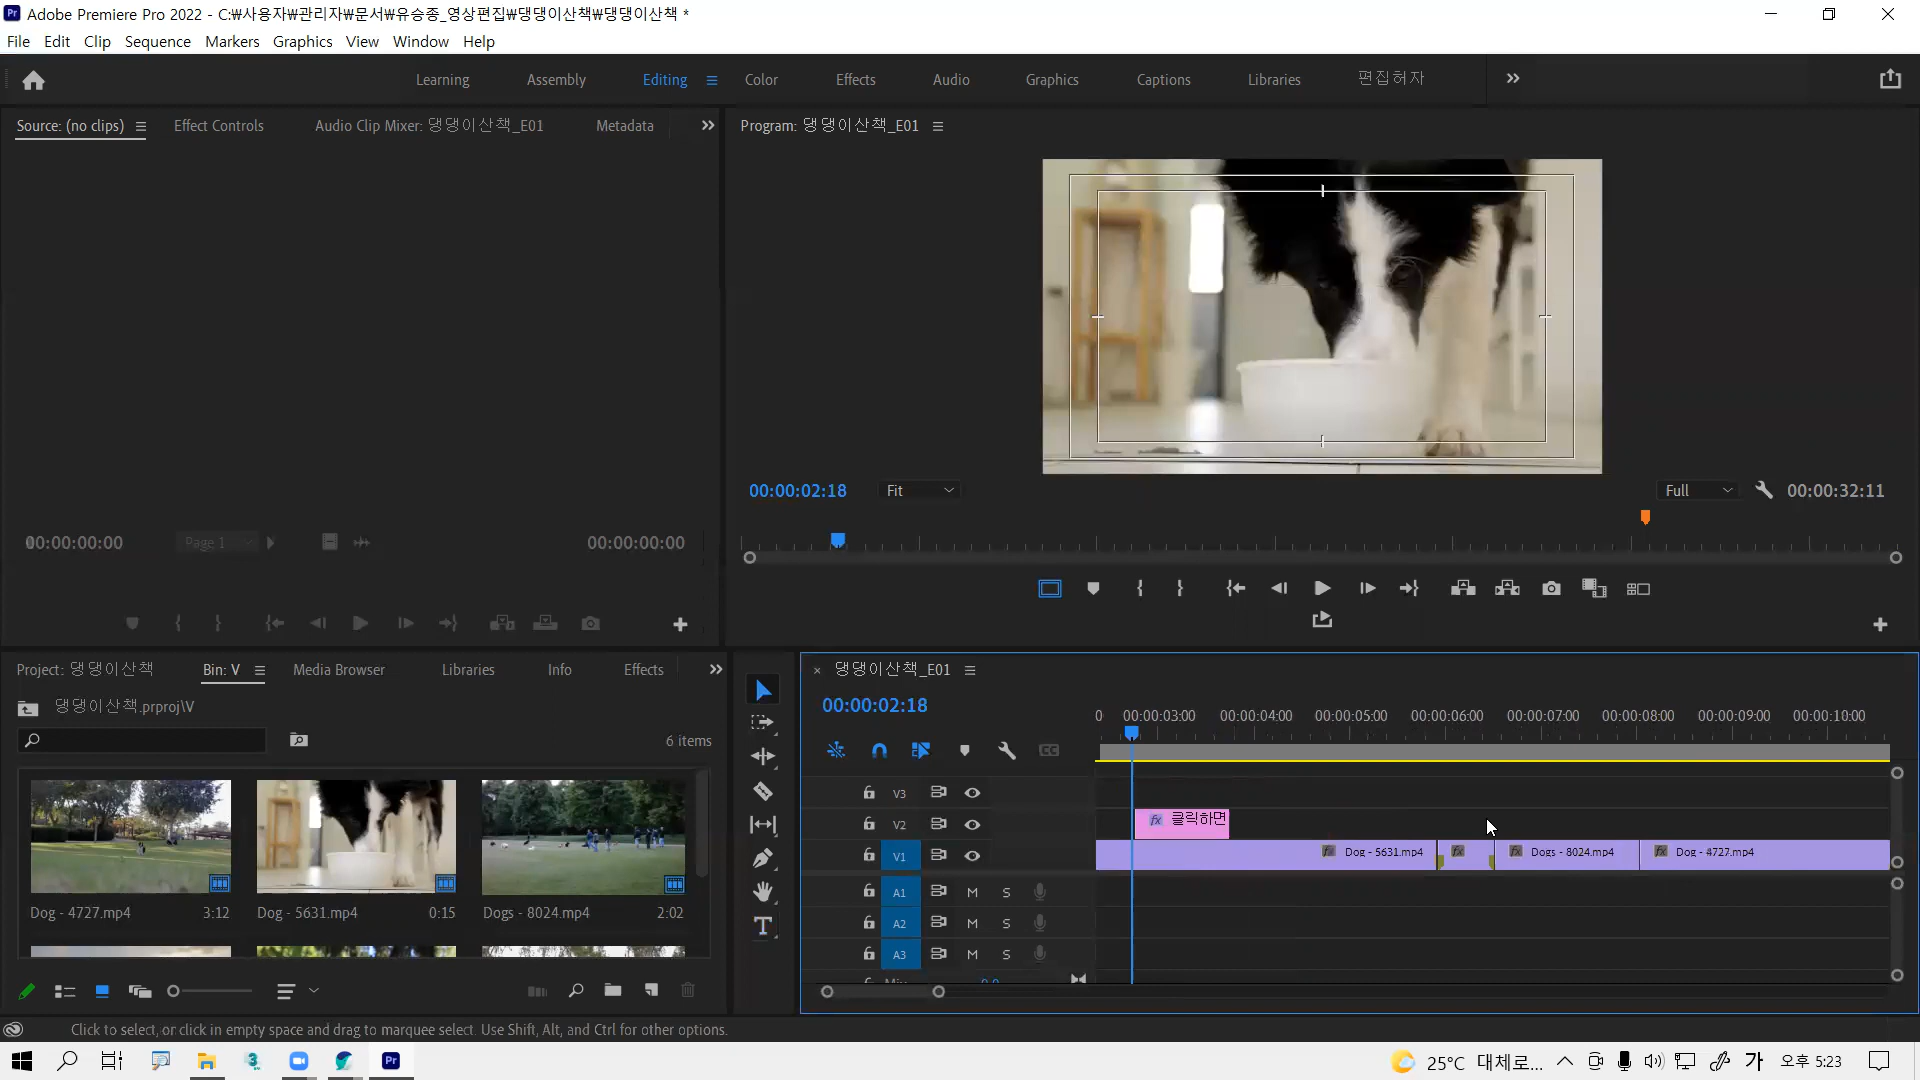 Adobe Premiere Pro 2022 - C:₩사용자₩관리자₩문서₩유승종_영상편집₩댕댕이산책₩댕댕이산책 *
File Edit Clip Sequence Markers Graphics View Window Help
Learning Assembly Editing Color Effects Audio Graphics Captions Libraries 편집허자
Source: (no clips) Effect Controls Audio Clip Mixer: 댕댕이산책_E01 Metadata
Program: 댕댕이산책_E01
00:00:02:18 Fit Full 00:00:32:11
00:00:00:00 Page 1 00:00:00:00
Project: 댕댕이산책 Bin: V Media Browser Libraries Info Effects
댕댕이산책.prproj\V
6 items
Dog - 4727.mp4 3:12
Dog - 5631.mp4 0:15
Dogs - 8024.mp4 2:02
댕댕이산책_E01
00:00:02:18
0 00:00:03:00 00:00:04:00 00:00:05:00 00:00:06:00 00:00:07:00 00:00:08:00 00:00:09:00 00:00:10:00
V3
V2 fx 클릭하면
V1 fx Dog - 5631.mp4 fx fx Dogs - 8024.mp4 fx Dog - 4727.mp4
A1 M S
A2 M S
A3 M S
Click to select, or click in empty space and drag to marquee select. Use Shift, Alt, and Ctrl for other options.
25°C 대체로... 가 오후 5:23